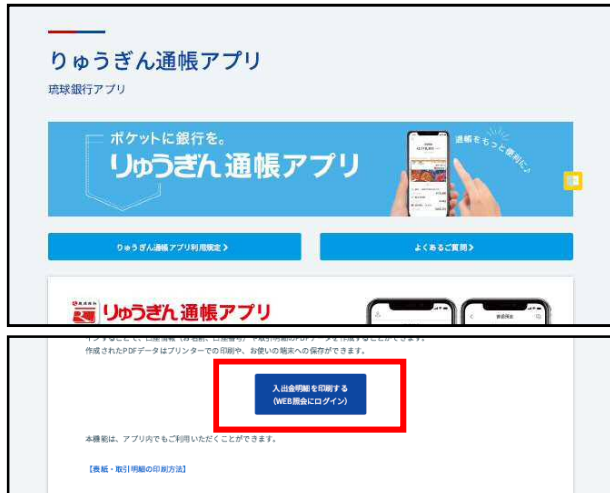 りゅうぎん通帳アプリ
琉球銀行アプリ
ポケットに銀行を。
りゅうぎん通帳アプリ
通帳をもっと便利に♪
りゅうぎん通帳アプリ利用規定 >
よくあるご質問 >
りゅうぎん通帳アプリ
作成されたPDFデータはプリンターでの印刷や、お使いの端末への保存ができます。
入出金明細を印刷する
(WEB照会にログイン)
本機能は、アプリ内でもご利用いただくことができます。
【表紙・取引明細の印刷方法】